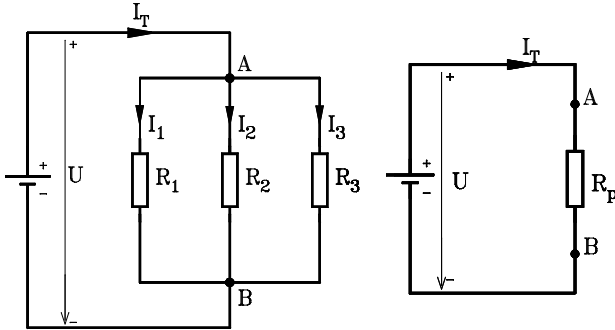 I_T
+
A
I_1
I_2
I_3
+
-
U
R_1
R_2
R_3
B
-
I_T
+
A
+
-
U
R_p
B
-